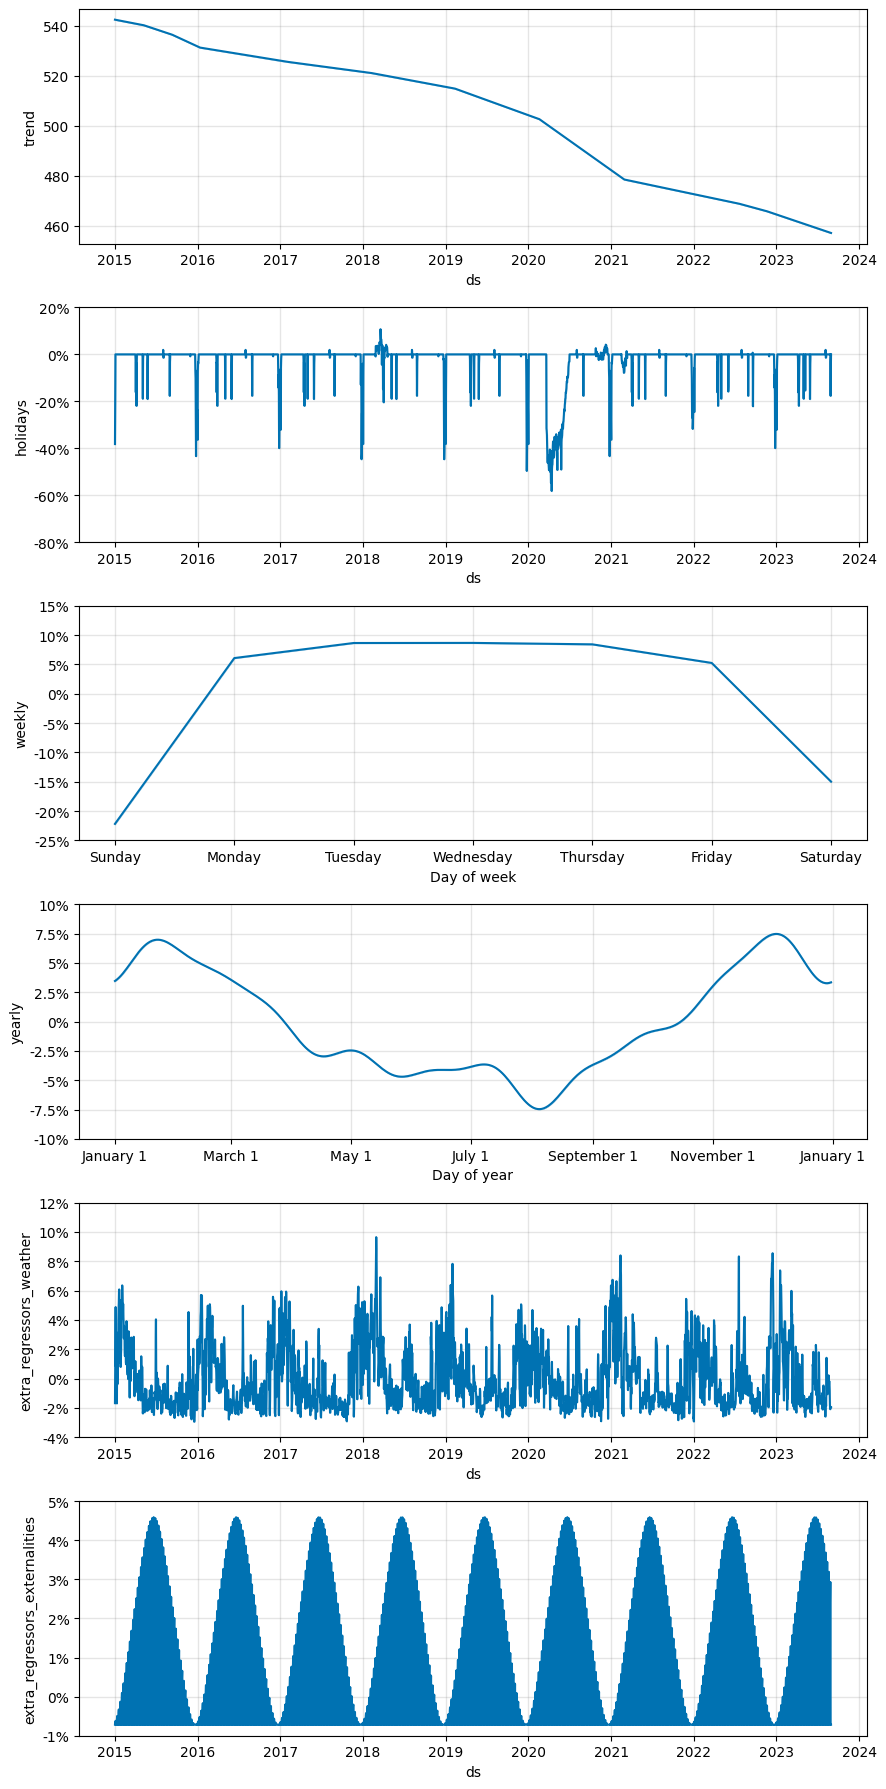 trend
540
520
500
480
460
2015 2016 2017 2018 2019 2020 2021 2022 2023 2024
ds
holidays
20%
0%
-20%
-40%
-60%
-80%
2015 2016 2017 2018 2019 2020 2021 2022 2023 2024
ds
weekly
15%
10%
5%
0%
-5%
-10%
-15%
-20%
-25%
Sunday Monday Tuesday Wednesday Thursday Friday Saturday
Day of week
yearly
10%
7.5%
5%
2.5%
0%
-2.5%
-5%
-7.5%
-10%
January 1 March 1 May 1 July 1 September 1 November 1 January 1
Day of year
extra_regressors_weather
12%
10%
8%
6%
4%
2%
0%
-2%
-4%
2015 2016 2017 2018 2019 2020 2021 2022 2023 2024
ds
extra_regressors_externalities
5%
4%
3%
2%
1%
0%
-1%
2015 2016 2017 2018 2019 2020 2021 2022 2023 2024
ds